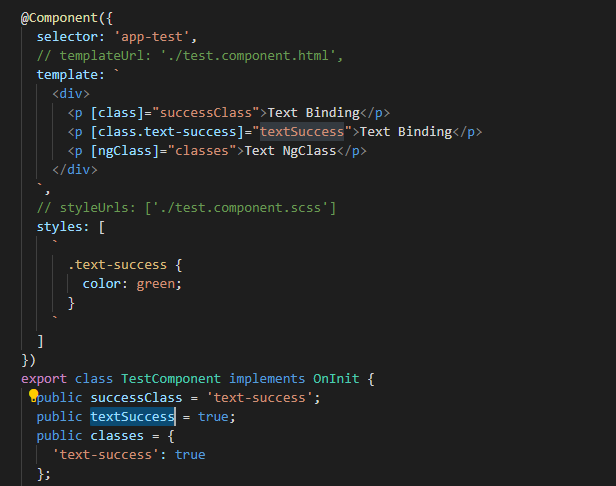 @Component({
  selector: 'app-test',
  // templateUrl: './test.component.html',
  template: `
    <div>
      <p [class]="successClass">Text Binding</p>
      <p [class.text-success]="textSuccess">Text Binding</p>
      <p [ngClass]="classes">Text NgClass</p>
    </div>
  `,
  // styleUrls: ['./test.component.scss']
  styles: [
    `
      .text-success {
        color: green;
      }
    `
  ]
})
export class TestComponent implements OnInit {
  public successClass = 'text-success';
  public textSuccess = true;
  public classes = {
    'text-success': true
  };